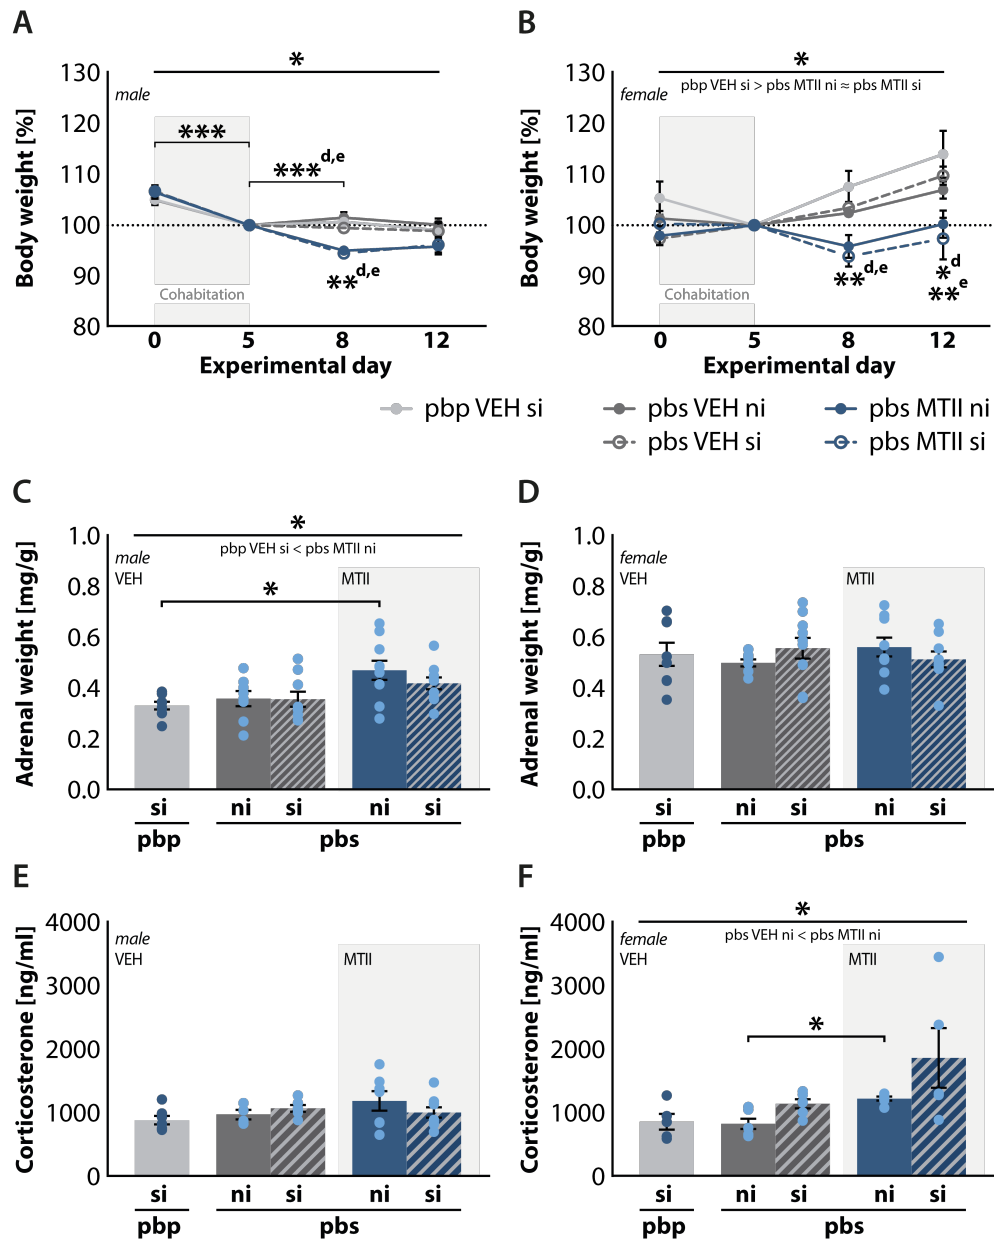 A
*
130
male
120
***
***d,e
110
100
90
**d,e
Cohabitation
80
0 5 8 12
Body weight [%]
Experimental day
B
*
130
pbp VEH si > pbs MTII ni ≈ pbs MTII si
female
120
110
100
90
**d,e
*d
**e
Cohabitation
80
0 5 8 12
Body weight [%]
Experimental day
pbp VEH si
pbs VEH ni
pbs MTII ni
pbs VEH si
pbs MTII si
C
*
1.0
pbp VEH si < pbs MTII ni
male
VEH
MTII
*
0.8
0.6
0.4
0.2
0.0
Adrenal weight [mg/g]
si ni si ni si
pbp pbs
D
1.0
female
VEH
MTII
0.8
0.6
0.4
0.2
0.0
Adrenal weight [mg/g]
si ni si ni si
pbp pbs
E
4000
male
VEH
MTII
3000
2000
1000
0
Corticosterone [ng/ml]
si ni si ni si
pbp pbs
F
*
4000
pbs VEH ni < pbs MTII ni
female
VEH
MTII
3000
*
2000
1000
0
Corticosterone [ng/ml]
si ni si ni si
pbp pbs